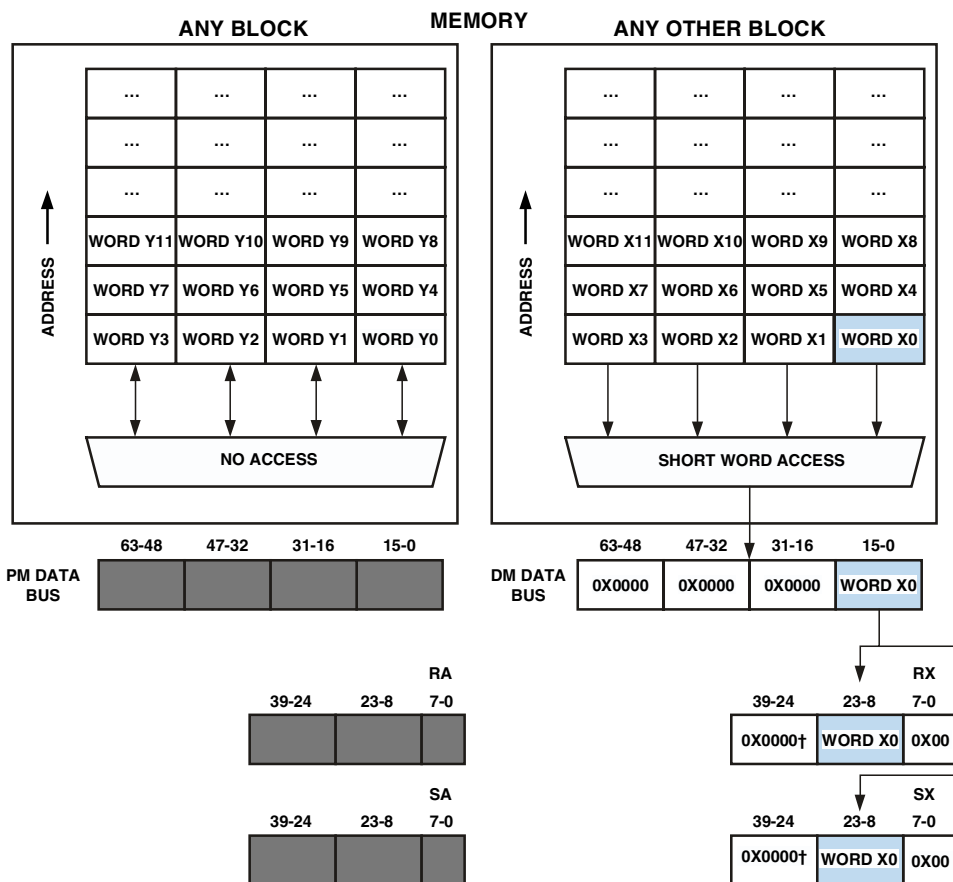 MEMORY
ANY BLOCK
ANY OTHER BLOCK
ADDRESS
... ... ... ...
... ... ... ...
... ... ... ...
WORD Y11 WORD Y10 WORD Y9 WORD Y8
WORD Y7 WORD Y6 WORD Y5 WORD Y4
WORD Y3 WORD Y2 WORD Y1 WORD Y0
NO ACCESS
ADDRESS
... ... ... ...
... ... ... ...
... ... ... ...
WORD X11 WORD X10 WORD X9 WORD X8
WORD X7 WORD X6 WORD X5 WORD X4
WORD X3 WORD X2 WORD X1 WORD X0
SHORT WORD ACCESS
63-48 47-32 31-16 15-0
PM DATA
BUS
63-48 47-32 31-16 15-0
DM DATA
BUS
0X0000 0X0000 0X0000 WORD X0
RA
39-24 23-8 7-0
RX
39-24 23-8 7-0
0X0000† WORD X0 0X00
SA
39-24 23-8 7-0
SX
39-24 23-8 7-0
0X0000† WORD X0 0X00